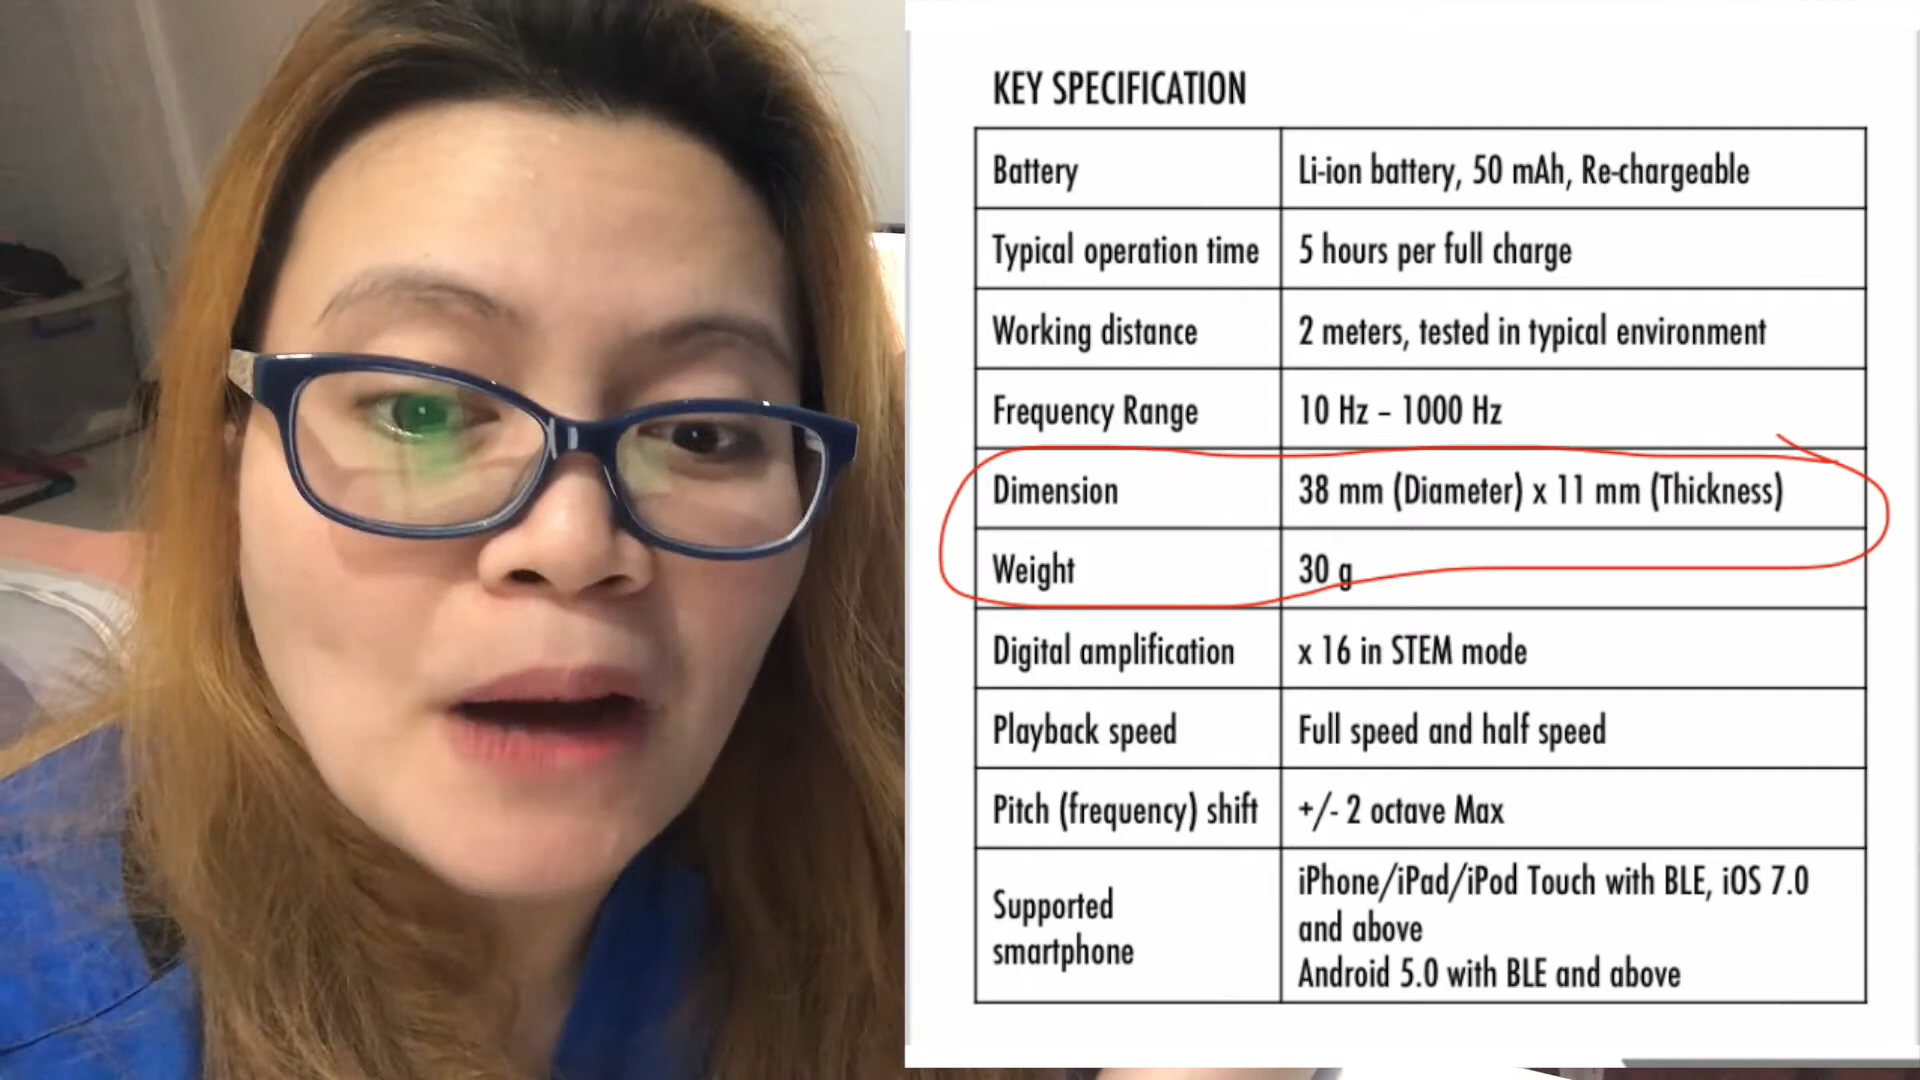 KEY SPECIFICATION
Battery Li-ion battery, 50 mAh, Re-chargeable
Typical operation time 5 hours per full charge
Working distance 2 meters, tested in typical environment
Frequency Range 10 Hz – 1000 Hz
Dimension 38 mm (Diameter) x 11 mm (Thickness)
Weight 30 g
Digital amplification x 16 in STEM mode
Playback speed Full speed and half speed
Pitch (frequency) shift +/- 2 octave Max
Supported smartphone
iPhone/iPad/iPod Touch with BLE, iOS 7.0
and above
Android 5.0 with BLE and above